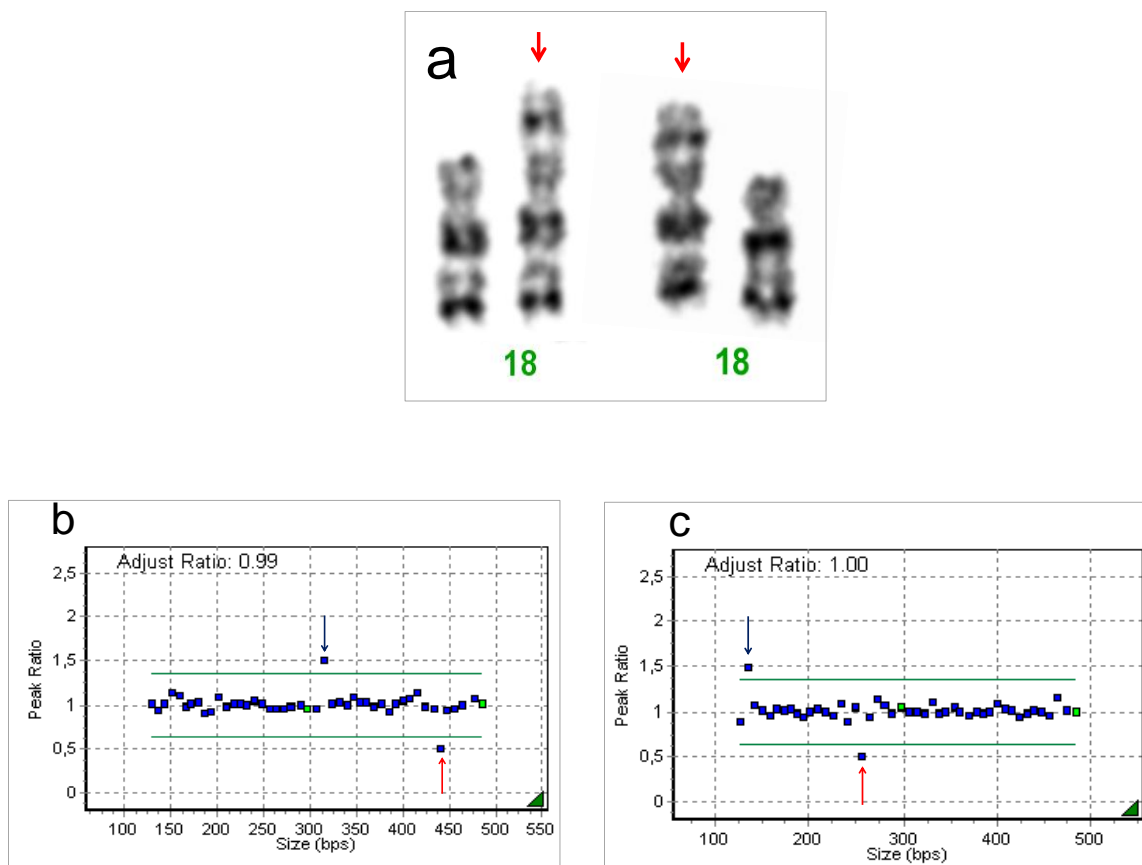 a
18 18
b
Adjust Ratio: 0.99
2,5
2
1,5
1
0,5
0
Peak Ratio
100 150 200 250 300 350 400 450 500 550
Size (bps)
c
Adjust Ratio: 1.00
2,5
2
1,5
1
0,5
0
Peak Ratio
100 200 300 400 500
Size (bps)